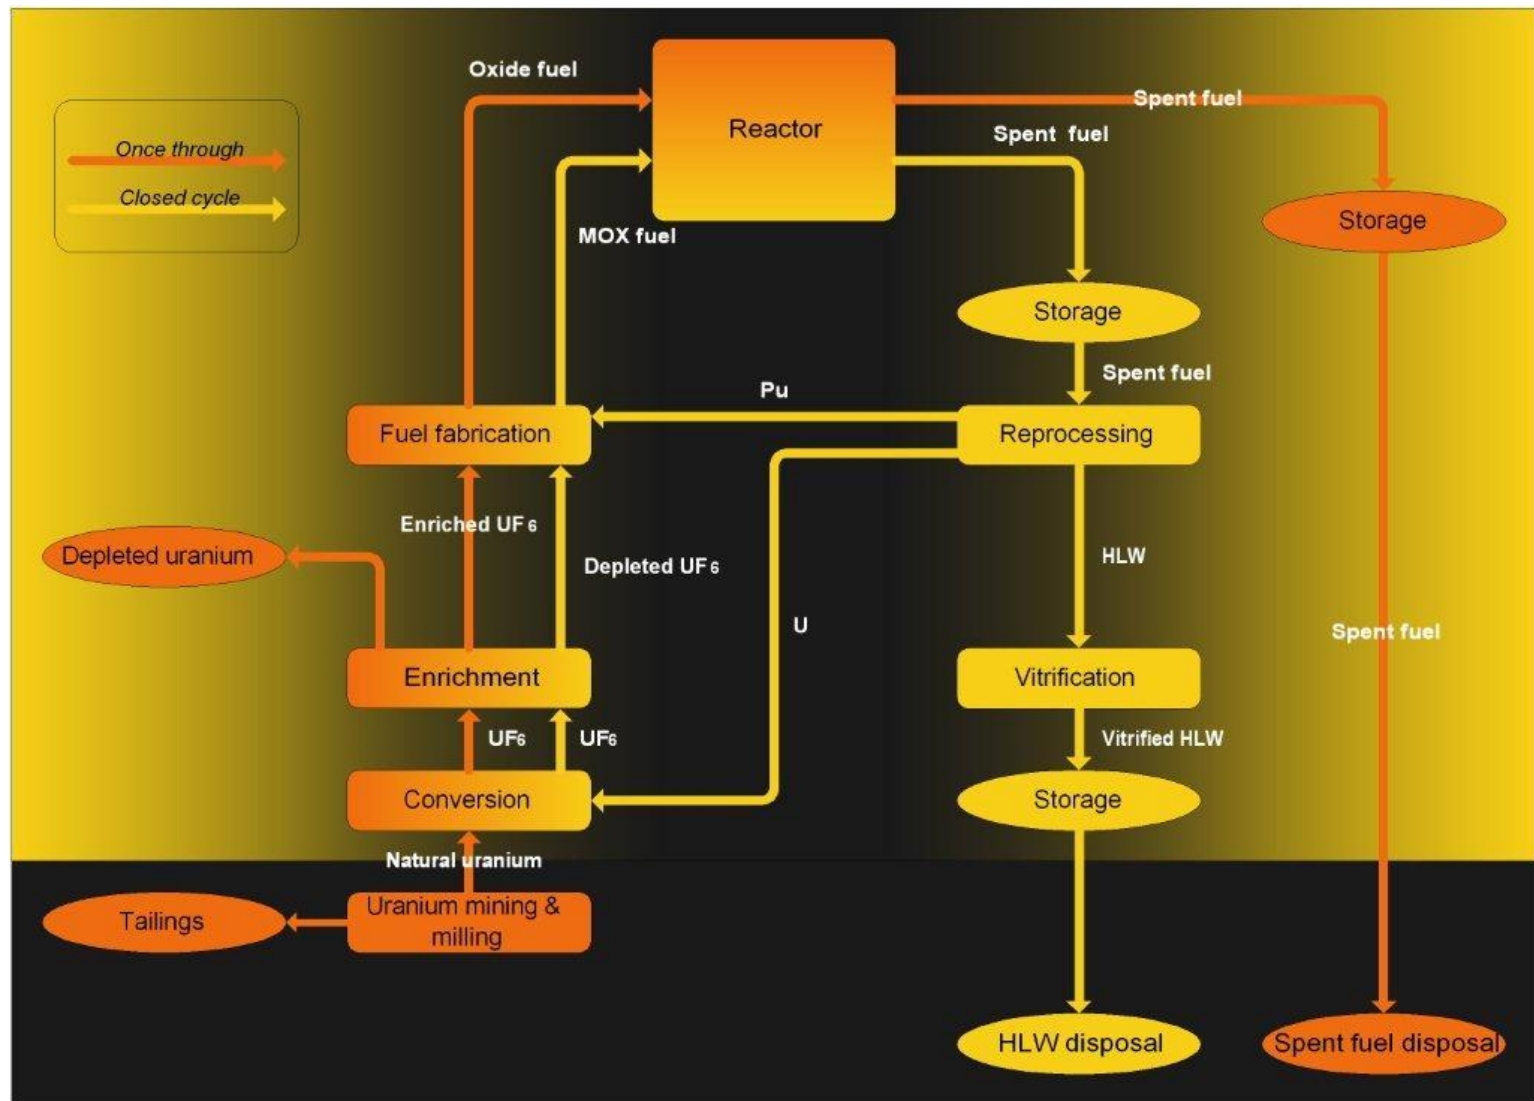 Oxide fuel
Reactor
Spent fuel
Spent fuel
Once through
Closed cycle
Storage
MOX fuel
Storage
Spent fuel
Pu
Fuel fabrication
Reprocessing
Enriched UF6
Depleted uranium
Depleted UF6
HLW
U
Spent fuel
Enrichment
Vitrification
UF6
UF6
Vitrified HLW
Conversion
Storage
Natural uranium
Tailings
Uranium mining &
milling
HLW disposal
Spent fuel disposal